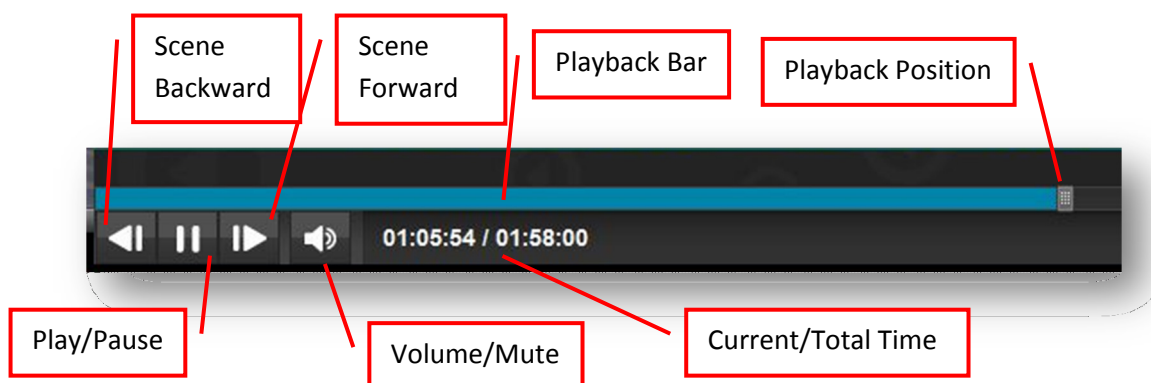 Scene
Backward
Scene
Forward
Playback Bar
Playback Position
01:05:54 / 01:58:00
Play/Pause
Volume/Mute
Current/Total Time